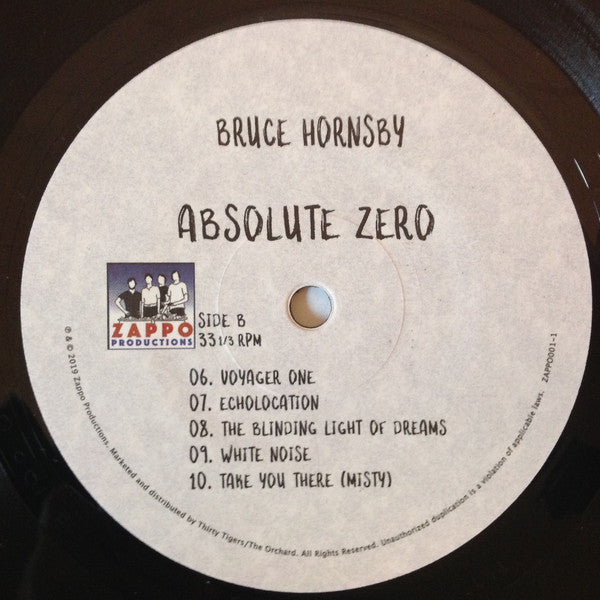 BRUCE HORNSBY
ABSOLUTE ZERO
ZAPPO
PRODUCTIONS
SIDE B
33 1/3 RPM
06. VOYAGER ONE
07. ECHOLOCATION
08. THE BLINDING LIGHT OF DREAMS
09. WHITE NOISE
10. TAKE YOU THERE (MISTY)
℗ & © 2019 Zappo Productions. Marketed and distributed by Thirty Tigers/The Orchard. All Rights Reserved. Unauthorized duplication is a violation of applicable laws. ZAPPO001-1